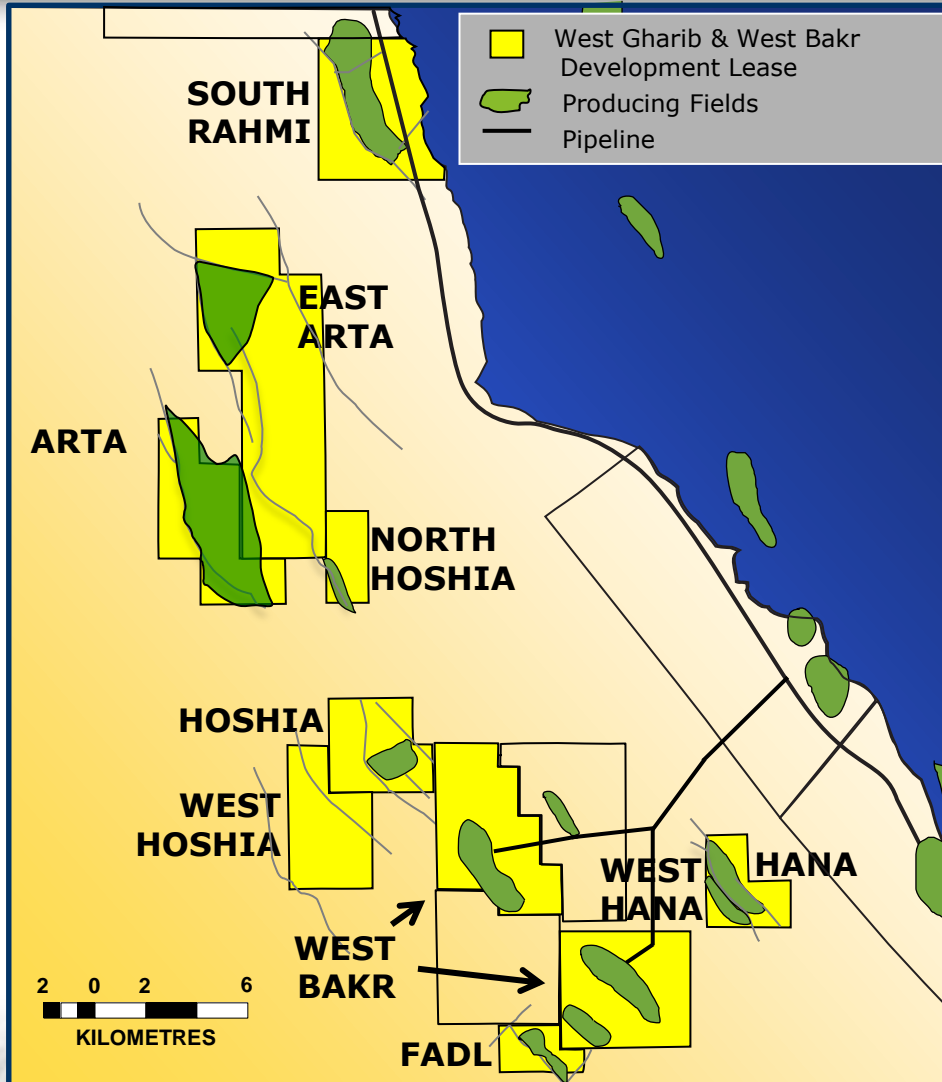 West Gharib & West Bakr
Development Lease
Producing Fields
Pipeline
SOUTH
RAHMI
EAST
ARTA
ARTA
NORTH
HOSHIA
HOSHIA
WEST
HOSHIA
WEST
HANA
HANA
WEST
BAKR
FADL
2 0 2 6
KILOMETRES